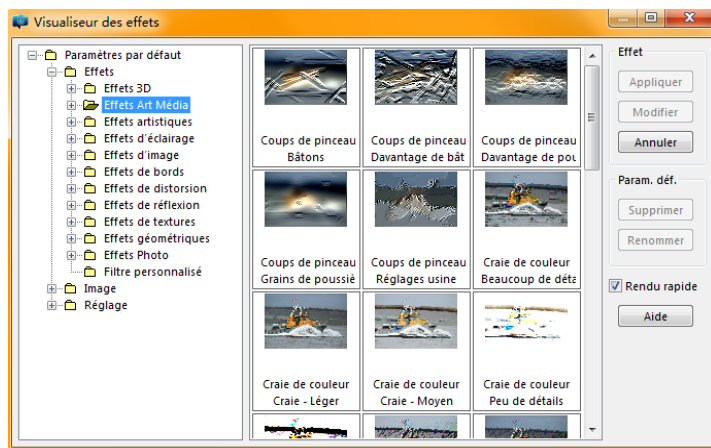 Visualiseur des effets
Paramètres par défaut
Effets
Effets 3D
Effets Art Média
Effets artistiques
Effets d'éclairage
Effets d'image
Effets de bords
Effets de distorsion
Effets de réflexion
Effets de textures
Effets géométriques
Effets Photo
Filtre personnalisé
Image
Réglage
Coups de pinceau
Bâtons
Coups de pinceau
Davantage de bât
Coups de pinceau
Davantage de pou
Coups de pinceau
Grains de poussiè
Coups de pinceau
Réglages usine
Craie de couleur
Beaucoup de déta
Craie de couleur
Craie - Léger
Craie de couleur
Craie - Moyen
Craie de couleur
Peu de détails
Effet
Appliquer
Modifier
Annuler
Param. déf.
Supprimer
Renommer
Rendu rapide
Aide